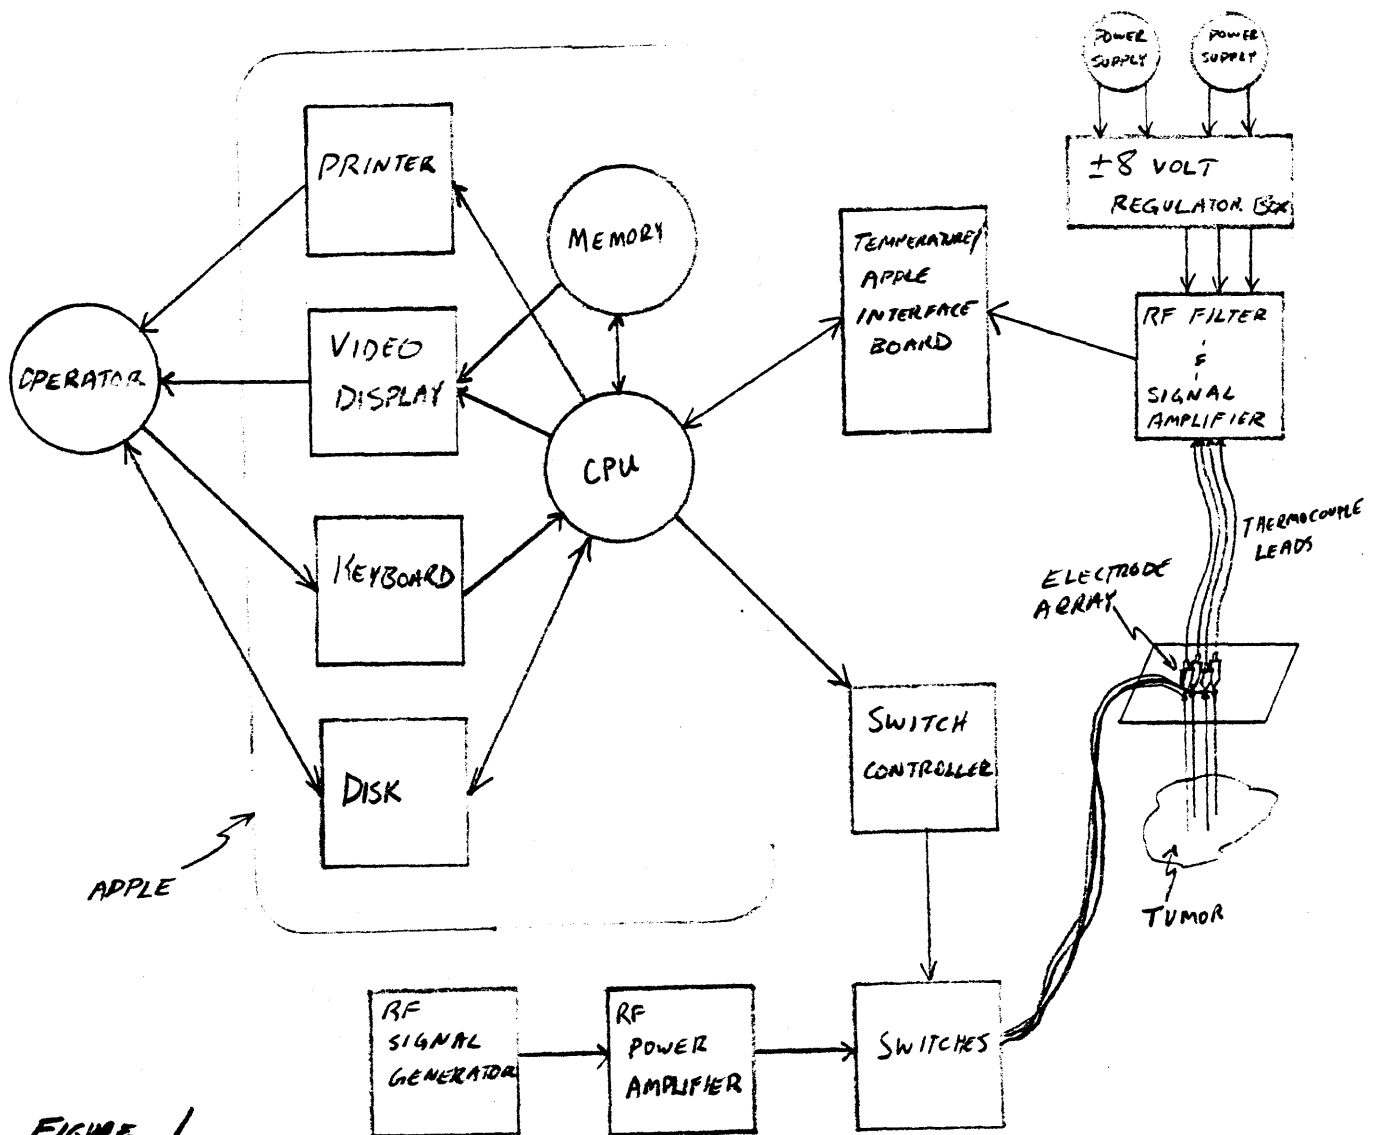 POWER
SUPPLY
POWER
SUPPLY
±8 VOLT
REGULATOR BOX
PRINTER
MEMORY
TEMPERATURE/
APPLE
INTERFACE
BOARD
RF FILTER
&
SIGNAL
AMPLIFIER
OPERATOR
VIDEO
DISPLAY
CPU
THERMOCOUPLE
LEADS
KEYBOARD
ELECTRODE
ARRAY
SWITCH
CONTROLLER
DISK
APPLE
TUMOR
RF
SIGNAL
GENERATOR
RF
POWER
AMPLIFIER
SWITCHES
FIGURE 1